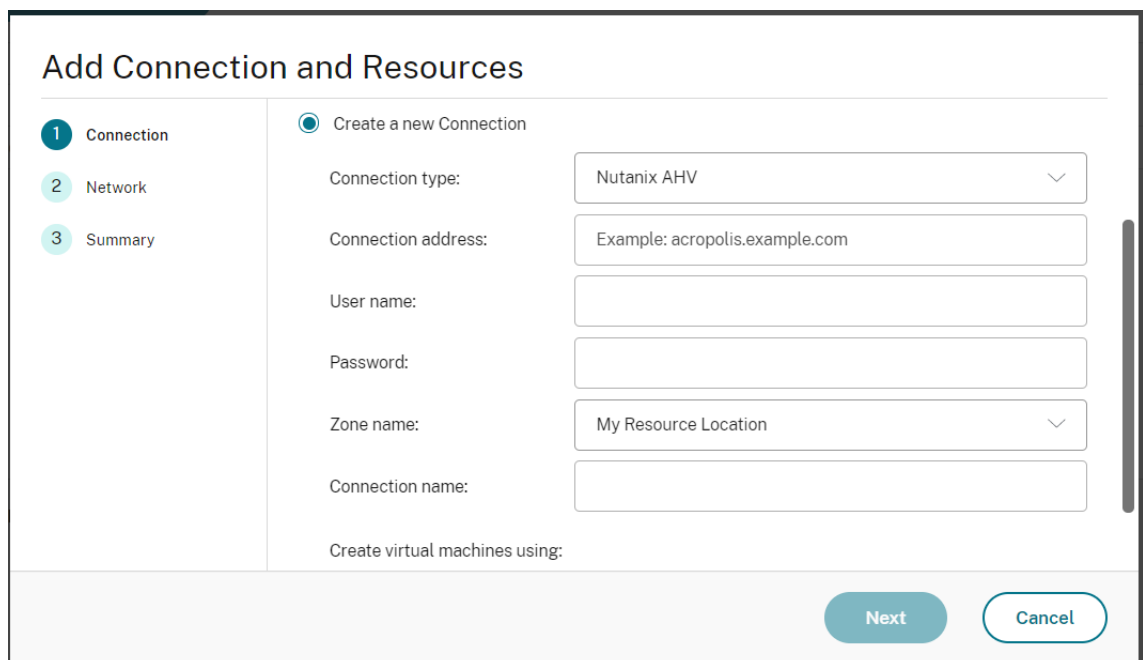 Add Connection and Resources
1 Connection
2 Network
3 Summary
Create a new Connection
Connection type: Nutanix AHV
Connection address: Example: acropolis.example.com
User name:
Password:
Zone name: My Resource Location
Connection name:
Create virtual machines using:
Next Cancel